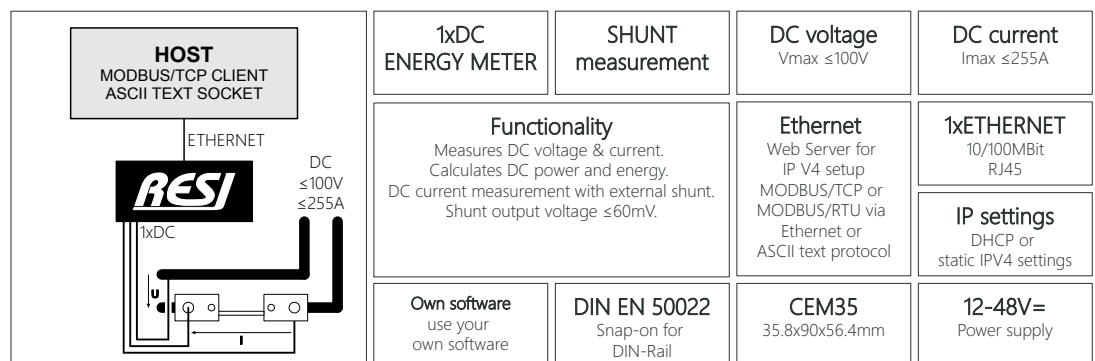 HOST
MODBUS/TCP CLIENT
ASCII TEXT SOCKET
ETHERNET
DC
≤100V
≤255A
RESI
1xDC
U
I
1xDC
ENERGY METER
SHUNT
measurement
DC voltage
Vmax ≤100V
DC current
Imax ≤255A
Functionality
Measures DC voltage & current.
Calculates DC power and energy.
DC current measurement with external shunt.
Shunt output voltage ≤60mV.
Ethernet
Web Server for
IP V4 setup
MODBUS/TCP or
MODBUS/RTU via
Ethernet or
ASCII text protocol
1xETHERNET
10/100MBit
RJ45
IP settings
DHCP or
static IPV4 settings
Own software
use your
own software
DIN EN 50022
Snap-on for
DIN-Rail
CEM35
35.8x90x56.4mm
12-48V=
Power supply